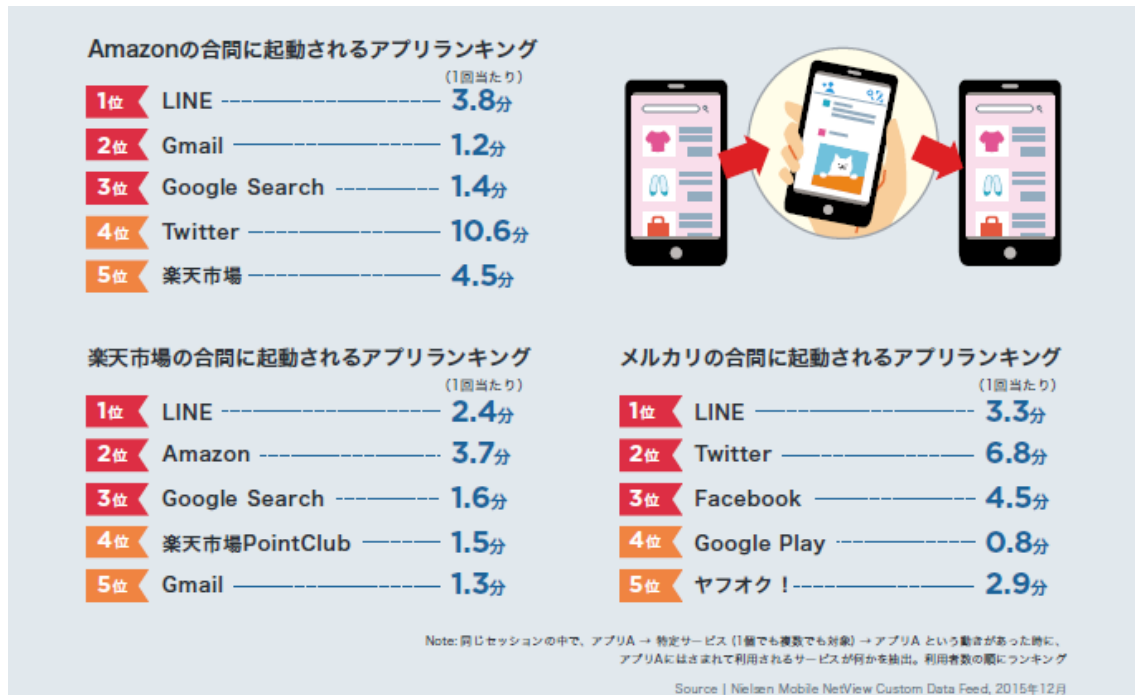 Amazonの合間に起動されるアプリランキング
(1回当たり)
1位 LINE 3.8分
2位 Gmail 1.2分
3位 Google Search 1.4分
4位 Twitter 10.6分
5位 楽天市場 4.5分
楽天市場の合間に起動されるアプリランキング
(1回当たり)
1位 LINE 2.4分
2位 Amazon 3.7分
3位 Google Search 1.6分
4位 楽天市場PointClub 1.5分
5位 Gmail 1.3分
メルカリの合間に起動されるアプリランキング
(1回当たり)
1位 LINE 3.3分
2位 Twitter 6.8分
3位 Facebook 4.5分
4位 Google Play 0.8分
5位 ヤフオク! 2.9分
Note: 同じセッションの中で、アプリA → 特定サービス (1個でも複数でも対象) → アプリA という動きがあった時に、
アプリAにはさまれて利用されるサービスが何かを抽出。利用者数の順にランキング
Source | Nielsen Mobile NetView Custom Data Feed, 2015年12月